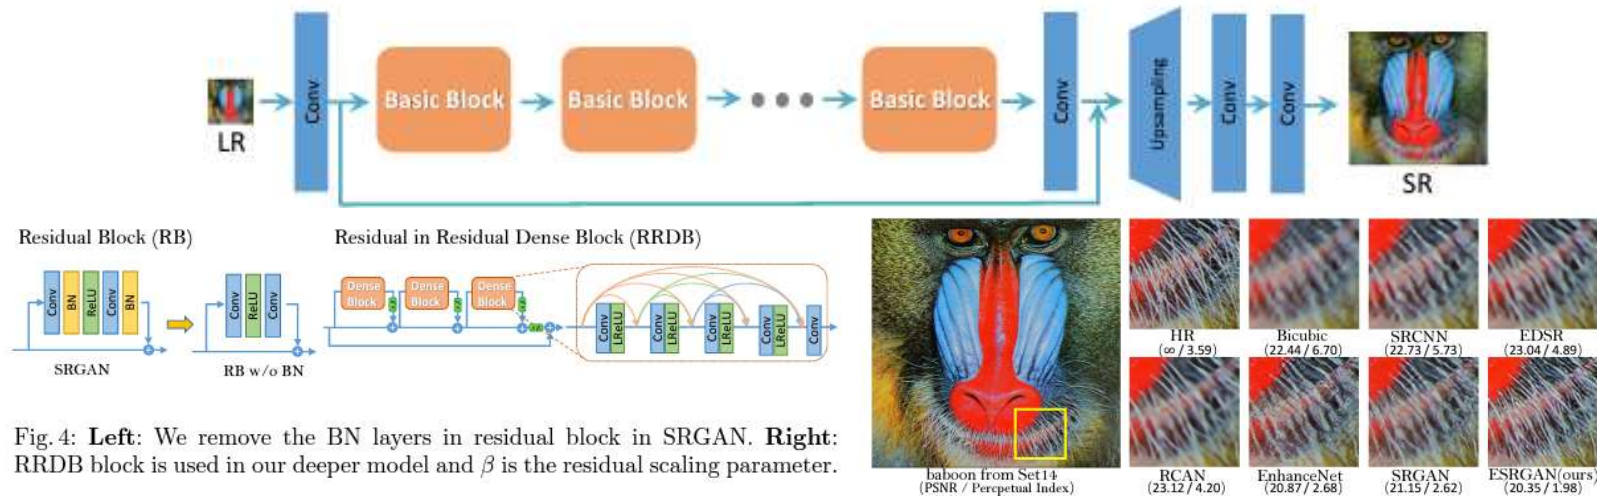 LR
Conv
Basic Block
Basic Block
Basic Block
Conv
Upsampling
Conv
Conv
SR
Residual Block (RB)
Conv
BN
ReLU
Conv
BN
SRGAN
Conv
ReLU
Conv
RB w/o BN
Residual in Residual Dense Block (RRDB)
Dense
Block
Dense
Block
Dense
Block
Conv
LReLU
Conv
LReLU
Conv
LReLU
Conv
LReLU
Conv
Fig. 4: Left: We remove the BN layers in residual block in SRGAN. Right:
RRDB block is used in our deeper model and β is the residual scaling parameter.
baboon from Set14
(PSNR / Percpetual Index)
HR
(∞ / 3.59)
Bicubic
(22.44 / 6.70)
SRCNN
(22.73 / 5.73)
EDSR
(23.04 / 4.89)
RCAN
(23.12 / 4.20)
EnhanceNet
(20.87 / 2.68)
SRGAN
(21.15 / 2.62)
ESRGAN(ours)
(20.35 / 1.98)